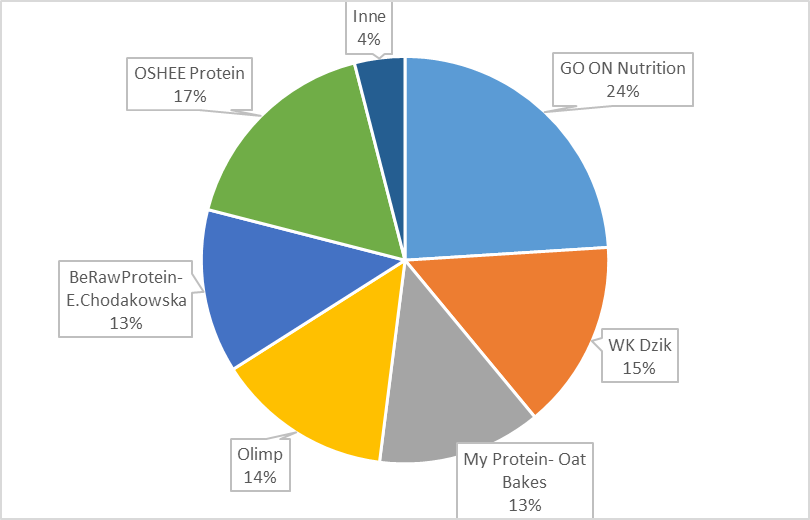 Inne
4%
GO ON Nutrition
24%
OSHEE Protein
17%
BeRawProtein-
E.Chodakowska
13%
WK Dzik
15%
Olimp
14%
My Protein- Oat
Bakes
13%